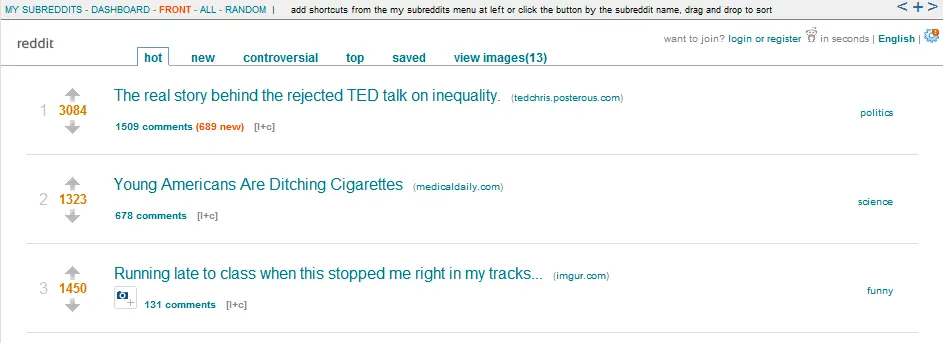 MY SUBREDDITS - DASHBOARD - FRONT - ALL - RANDOM | add shortcuts from the my subreddits menu at left or click the button by the subreddit name, drag and drop to sort < + >
want to join? login or register in seconds | English |
reddit
hot new controversial top saved view images(13)
The real story behind the rejected TED talk on inequality. (tedchris.posterous.com)
1 3084 politics
1509 comments (689 new) [l+c]
Young Americans Are Ditching Cigarettes (medicaldaily.com)
2 1323 science
678 comments [l+c]
Running late to class when this stopped me right in my tracks... (imgur.com)
3 1450 funny
131 comments [l+c]